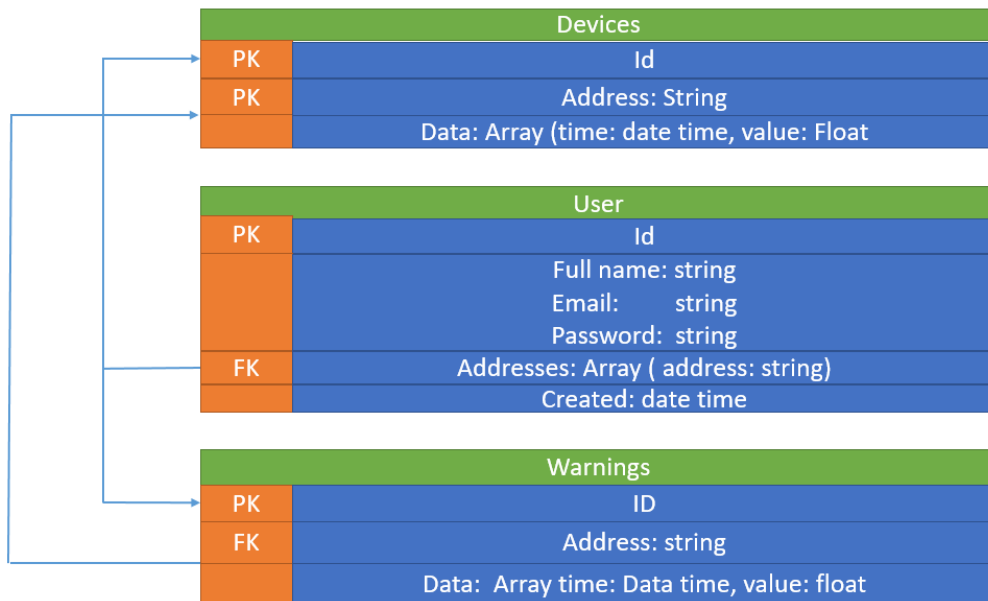 Devices
PK Id
PK Address: String
Data: Array (time: date time, value: Float
User
PK Id
Full name: string
Email: string
Password: string
FK Addresses: Array ( address: string)
Created: date time
Warnings
PK ID
FK Address: string
Data: Array time: Data time, value: float